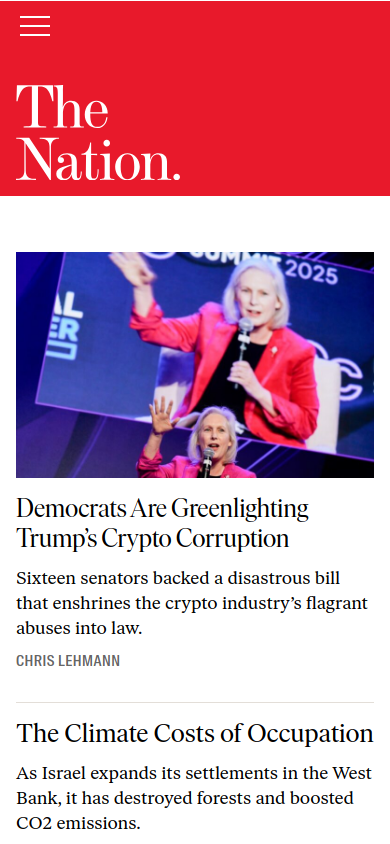 The
Nation.
SUMMIT 2025
Democrats Are Greenlighting
Trump's Crypto Corruption
Sixteen senators backed a disastrous bill
that enshrines the crypto industry's flagrant
abuses into law.
CHRIS LEHMANN
The Climate Costs of Occupation
As Israel expands its settlements in the West
Bank, it has destroyed forests and boosted
CO2 emissions.